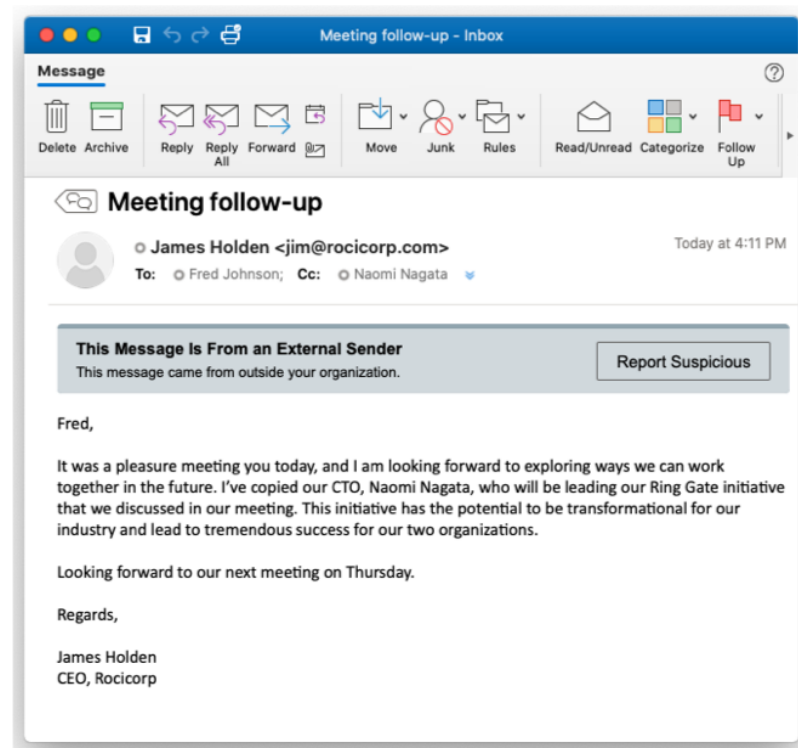 Meeting follow-up - Inbox
Message
Delete Archive Reply Reply All Forward Move Junk Rules Read/Unread Categorize Follow Up
Meeting follow-up
James Holden <jim@rocicorp.com>
Today at 4:11 PM
To: Fred Johnson; Cc: Naomi Nagata
This Message Is From an External Sender
This message came from outside your organization.
Report Suspicious
Fred,
It was a pleasure meeting you today, and I am looking forward to exploring ways we can work
together in the future. I've copied our CTO, Naomi Nagata, who will be leading our Ring Gate initiative
that we discussed in our meeting. This initiative has the potential to be transformational for our
industry and lead to tremendous success for our two organizations.
Looking forward to our next meeting on Thursday.
Regards,
James Holden
CEO, Rocicorp